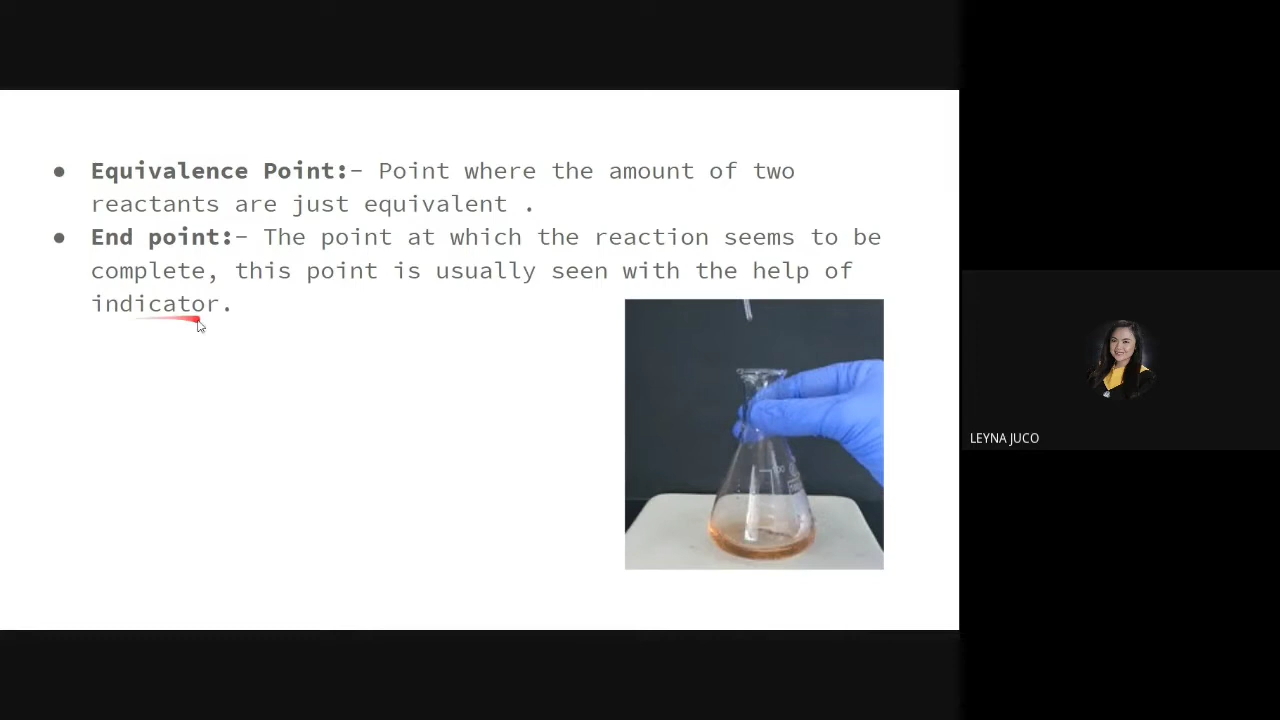 ● Equivalence Point:- Point where the amount of two
reactants are just equivalent .
● End point:- The point at which the reaction seems to be
complete, this point is usually seen with the help of
indicator.
100
LEYNA JUCO